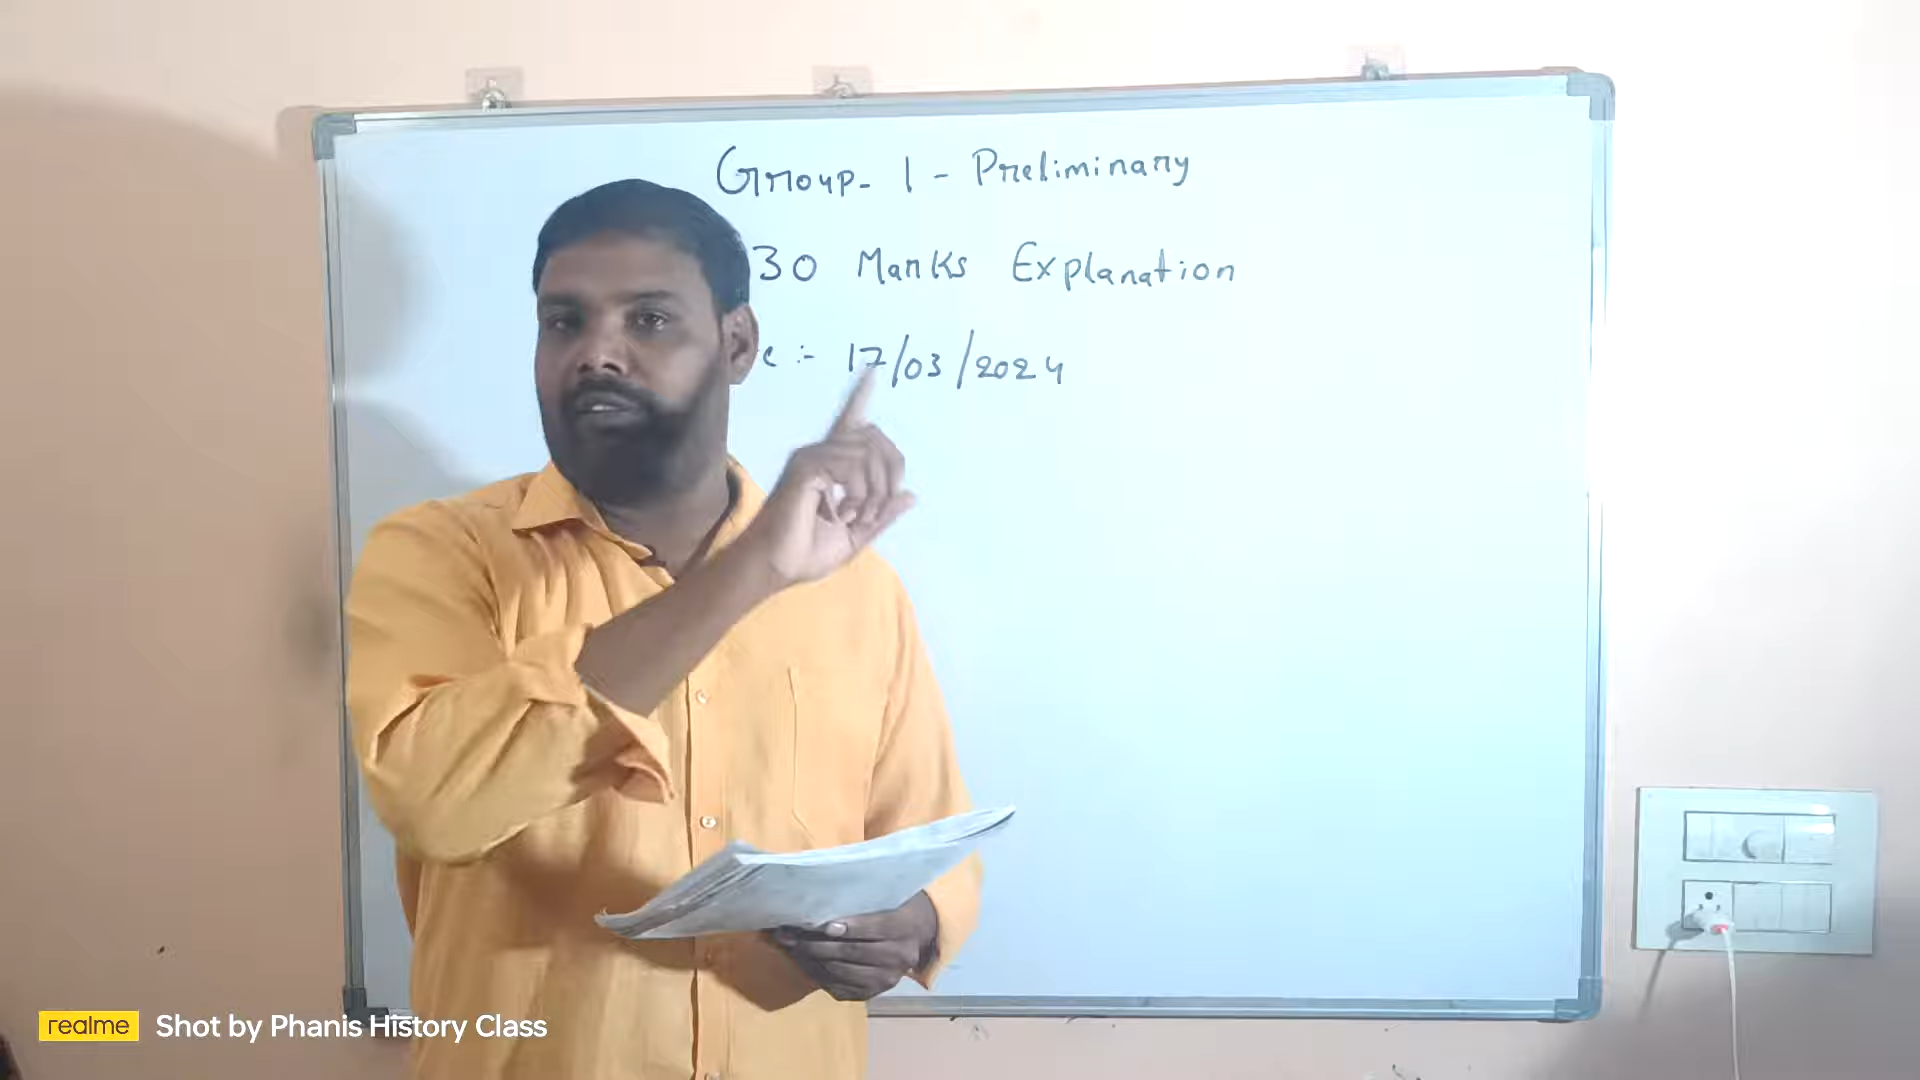 Group- 1 - Preliminary
30 Marks Explanation
e :- 17/03/2024
realme Shot by Phanis History Class